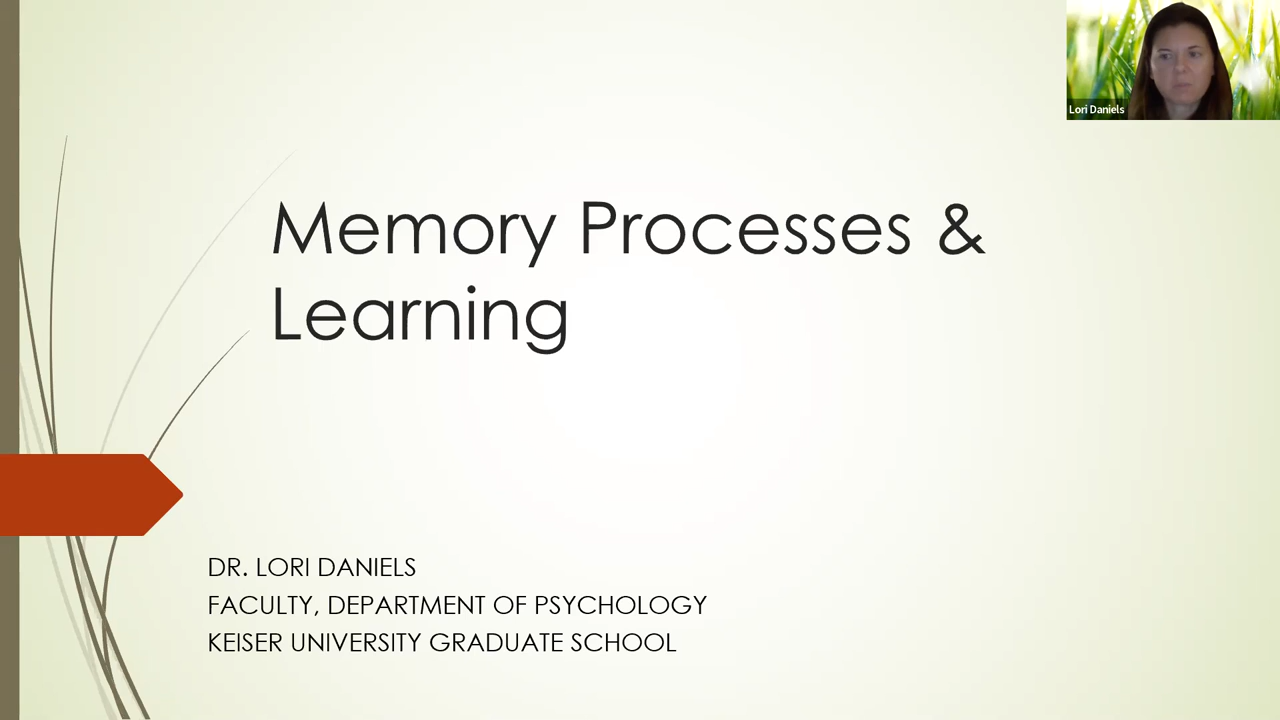 Lori Daniels
Memory Processes &
Learning
DR. LORI DANIELS
FACULTY, DEPARTMENT OF PSYCHOLOGY
KEISER UNIVERSITY GRADUATE SCHOOL